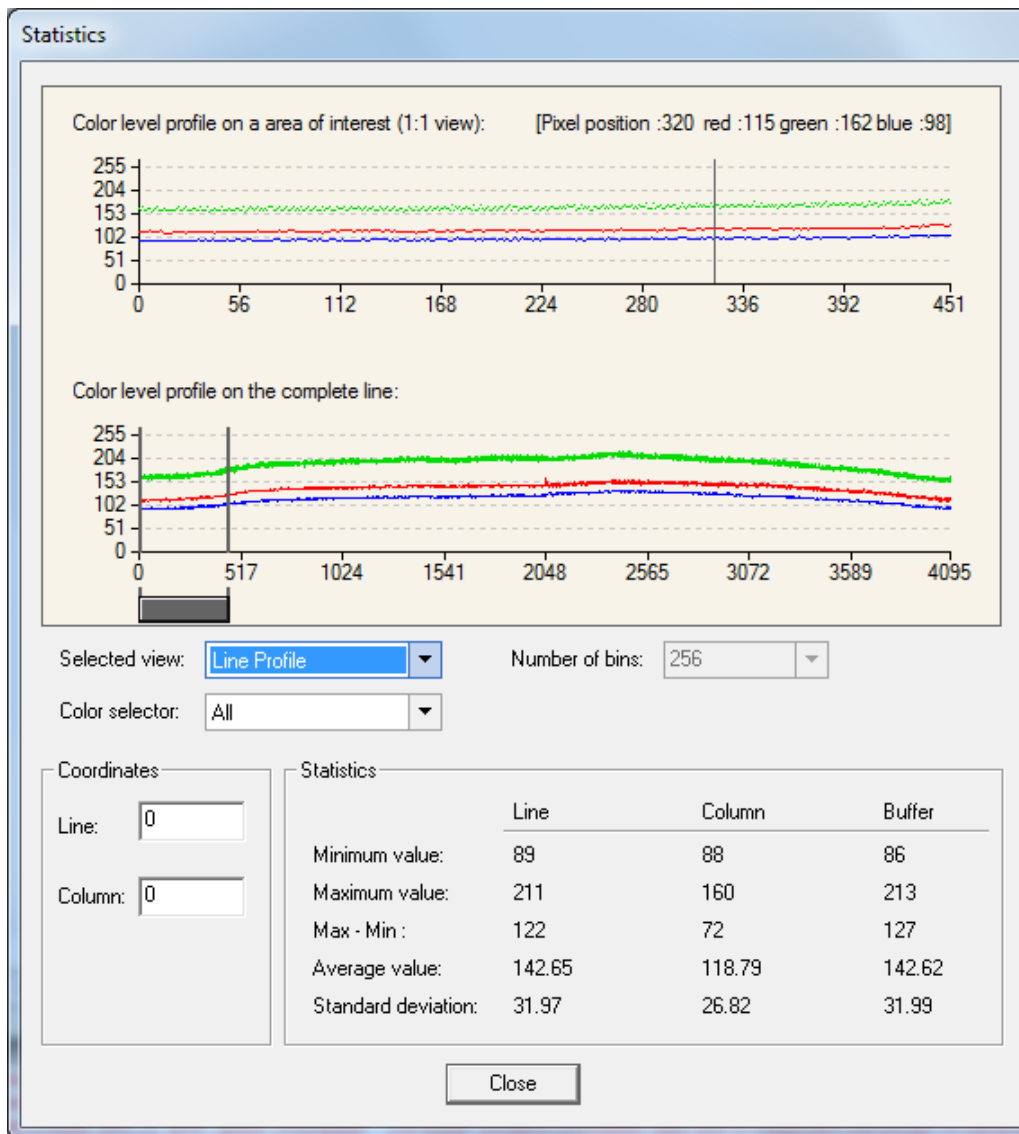 Statistics
Color level profile on a area of interest (1:1 view): [Pixel position :320 red :115 green :162 blue :98]
255
204
153
102
51
0
0 56 112 168 224 280 336 392 451
Color level profile on the complete line:
255
204
153
102
51
0
0 517 1024 1541 2048 2565 3072 3589 4095
Selected view: Line Profile Number of bins: 256
Color selector: All
Coordinates
Line: 0
Column: 0
Statistics
Line Column Buffer
Minimum value: 89 88 86
Maximum value: 211 160 213
Max - Min : 122 72 127
Average value: 142.65 118.79 142.62
Standard deviation: 31.97 26.82 31.99
Close